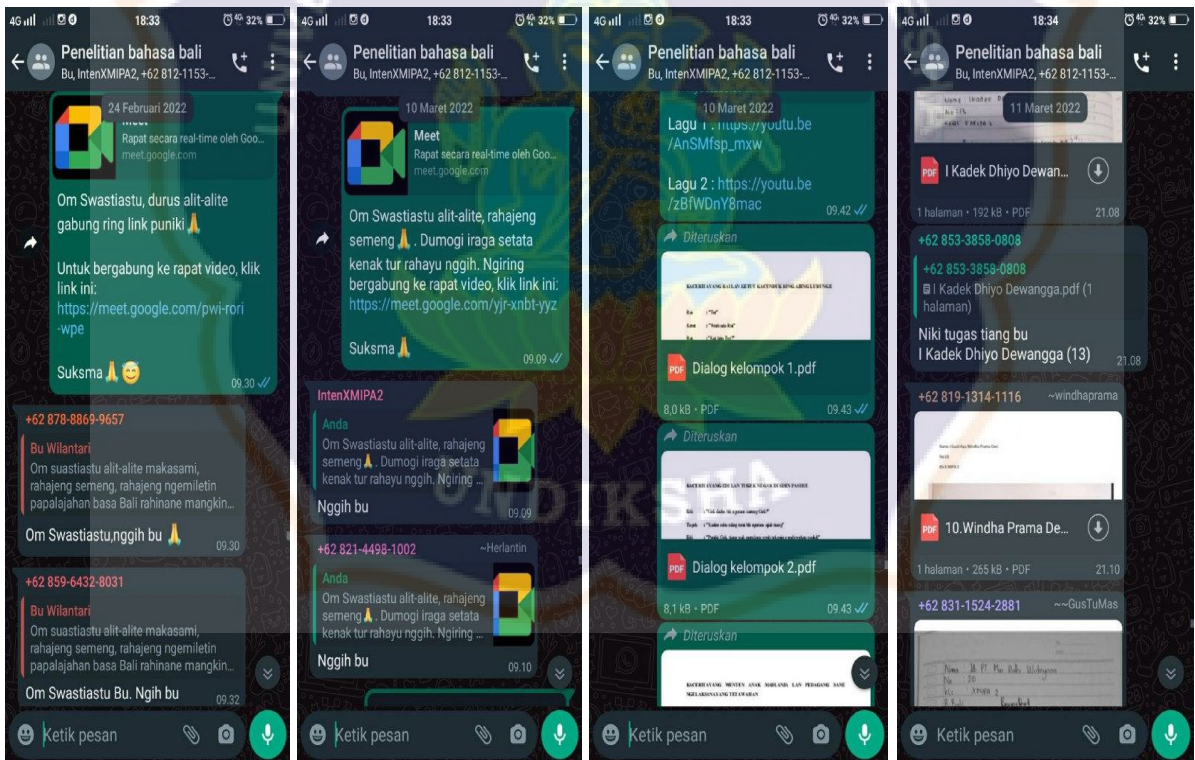 4G 18:33 4G 32%
Penelitian bahasa bali
Bu, IntenXMIPA2, +62 812-1153-...
24 Februari 2022
Meet
Rapat secara real-time oleh Goo...
meet.google.com
Om Swastiastu, durus alit-alite
gabung ring link puniki🙏
Untuk bergabung ke rapat video, klik
link ini:
https://meet.google.com/pwi-rori
-wpe
Suksma🙏😇
09.30
+62 878-8869-9657
Bu Wilantari
Om suastiastu alit-alite makasami,
rahajeng semeng, rahajeng ngemiletin
papalajahan basa Bali rahinane mangkin...
Om swastiastu,nggih bu 🙏
09.30
+62 859-6432-8031
Bu Wilantari
Om suastiastu alit-alite makasami,
rahajeng semeng, rahajeng ngemiletin
papalajahan basa Bali rahinane mangkin...
Ngih bu
09.32
Ketik pesan
4G 18:33 4G 32%
Penelitian bahasa bali
Bu, IntenXMIPA2, +62 812-1153-...
10 Maret 2022
Meet
Rapat secara real-time oleh Goo...
meet.google.com
Om Swastiastu alit-alite, rahajeng
semeng🙏. Dumogi iraga setata
kenak tur rahayu nggih. Ngiring
bergabung ke rapat video, klik link ini:
https://meet.google.com/yjr-xnbt-yyz
Suksma🙏
09.09
IntenXMIPA2
Anda
Om Swastiastu alit-alite, rahajeng
semeng🙏. Dumogi iraga setata
kenak tur rahayu nggih. Ngiring ...
Nggih bu
09.09
+62 821-4498-1002 ~Herlantin
Anda
Om Swastiastu alit-alite, rahajeng
semeng🙏. Dumogi iraga setata
kenak tur rahayu nggih. Ngiring ...
Nggih bu
09.10
Ketik pesan
4G 18:33 4G 32%
Penelitian bahasa bali
Bu, IntenXMIPA2, +62 812-1153-...
10 Maret 2022
Lagu 1 : https://youtu.be
/AnSMfsp_mxw
Lagu 2 : https://youtu.be
/zBfWDnY8mac
09.42
Diteruskan
PDF Dialog kelompok 1.pdf
8,0 kB • PDF 09.43
Diteruskan
PDF Dialog kelompok 2.pdf
8,1 kB • PDF 09.43
Diteruskan
Ketik pesan
4G 18:34 4G 32%
Penelitian bahasa bali
Bu, IntenXMIPA2, +62 812-1153-...
11 Maret 2022
PDF I Kadek Dhiyo Dewan...
1 halaman • 192 kB • PDF 21.08
+62 853-3858-0808
+62 853-3858-0808
I Kadek Dhiyo Dewangga.pdf (1
halaman)
Niki tugas tiang bu
I Kadek Dhiyo Dewangga (13)
21.08
+62 819-1314-1116 ~windhaprama
PDF 10.Windha Prama De...
1 halaman • 265 kB • PDF 21.10
+62 831-1524-2881 ~~GusTuMas
Ketik pesan